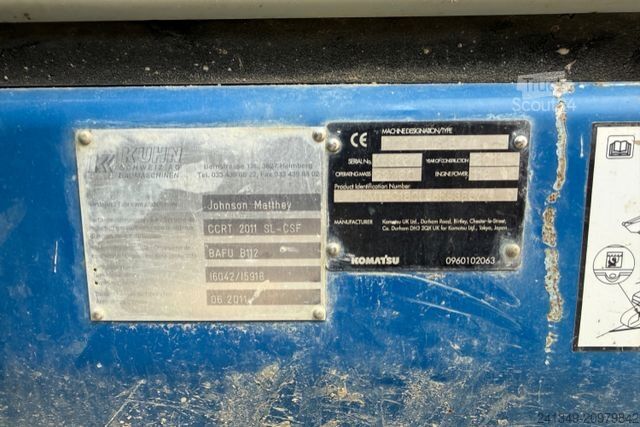 Truck
Scout24
KUHN
SCHWEIZ AG
BAUMASCHINEN
Bernstrasse 138, 3627 Heimberg
Tel. 033 439 88 22, Fax 033 439 88 02
Johnson Matthey
CCRT 2011 SL-CSF
BAFU B112
16042/15918
06.2011
CE
MACHINE DESIGNATION/TYPE
SERIAL No.
YEAR OF CONSTRUCTION
OPERATING MASS
ENGINE POWER
Product Identification Number
MANUFACTURER
Komatsu UK Ltd., Durham Road, Birtley, Chester-le-Street,
Co. Durham DH3 2QX UK for Komatsu Ltd., Tokyo, Japan
KOMATSU
0960102063
241349-20979842